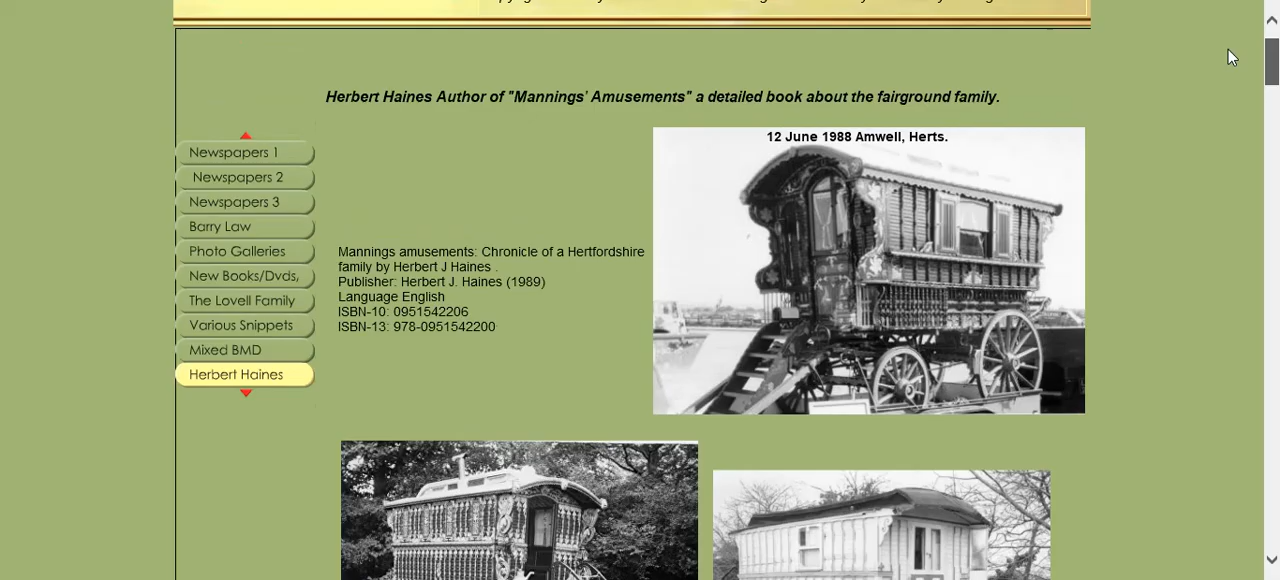 Herbert Haines Author of "Mannings' Amusements" a detailed book about the fairground family.
Newspapers 1
Newspapers 2
Newspapers 3
Barry Law
Photo Galleries
New Books/Dvds,
The Lovell Family
Various Snippets
Mixed BMD
Herbert Haines
Mannings amusements: Chronicle of a Hertfordshire
family by Herbert J Haines .
Publisher: Herbert J. Haines (1989)
Language English
ISBN-10: 0951542206
ISBN-13: 978-0951542200
12 June 1988 Amwell, Herts.